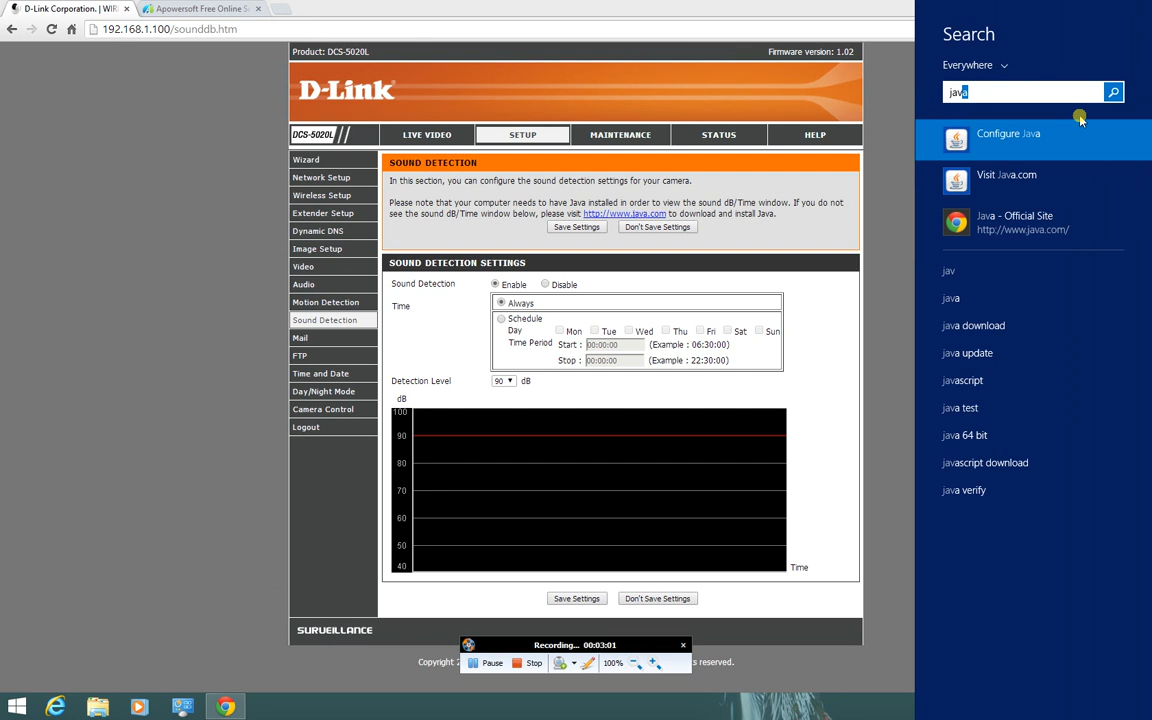 D-Link Corporation. | WIR
Apowersoft Free Online S
192.168.1.100/sounddb.htm
Product: DCS-5020L
Firmware version: 1.02
D-Link
DCS-5020L
LIVE VIDEO
SETUP
MAINTENANCE
STATUS
HELP
Wizard
Network Setup
Wireless Setup
Extender Setup
Dynamic DNS
Image Setup
Video
Audio
Motion Detection
Sound Detection
Mail
FTP
Time and Date
Day/Night Mode
Camera Control
Logout
SOUND DETECTION
In this section, you can configure the sound detection settings for your camera.
Please note that your computer needs to have Java installed in order to view the sound dB/Time window. If you do not
see the sound dB/Time window below, please visit http://www.java.com to download and install Java.
Save Settings
Don't Save Settings
SOUND DETECTION SETTINGS
Sound Detection
Enable
Disable
Time
Always
Schedule
Day
Mon
Tue
Wed
Thu
Fri
Sat
Sun
Time Period
Start :
00:00:00
(Example : 06:30:00)
Stop :
00:00:00
(Example : 22:30:00)
Detection Level
90
dB
dB
100
90
80
70
60
50
40
Time
Save Settings
Don't Save Settings
SURVEILLANCE
Copyright
s reserved.
Recording... 00:03:01
Pause
Stop
100%
Search
Everywhere
java
Configure Java
Visit Java.com
Java - Official Site
http://www.java.com/
jav
java
java download
java update
javascript
java test
java 64 bit
javascript download
java verify